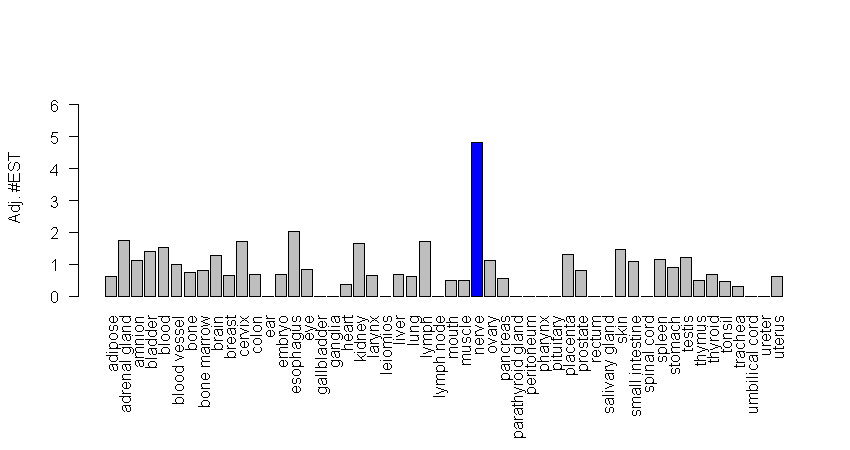 Adj. #EST
6
5
4
3
2
1
0
adipose
adrenal gland
amnion
bladder
blood
blood vessel
bone
bone marrow
brain
breast
cervix
colon
ear
embryo
esophagus
eye
gallbladder
ganglia
heart
kidney
larynx
leiomios
liver
lung
lymph
lymph node
mouth
muscle
nerve
ovary
pancreas
parathyroid gland
peritoneum
pharynx
pituitary
placenta
prostate
rectum
salivary gland
skin
small intestine
spinal cord
spleen
stomach
testis
thymus
thyroid
tonsil
trachea
umbilical cord
ureter
uterus